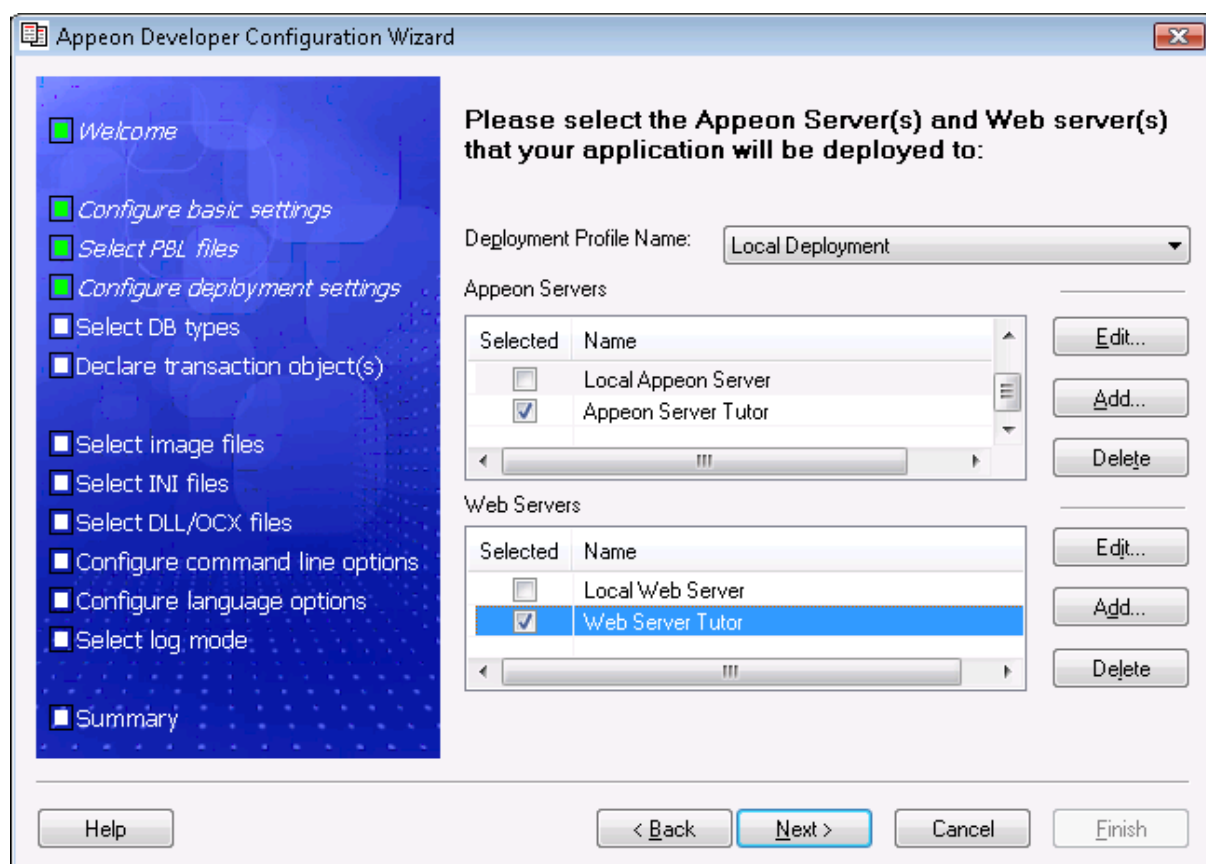 Appeon Developer Configuration Wizard
Welcome
Configure basic settings
Select PBL files
Configure deployment settings
Select DB types
Declare transaction object(s)
Select image files
Select INI files
Select DLL/OCX files
Configure command line options
Configure language options
Select log mode
Summary
Please select the Appeon Server(s) and Web server(s)
that your application will be deployed to:
Deployment Profile Name: Local Deployment
Appeon Servers
Selected Name
Local Appeon Server
Appeon Server Tutor
Edit...
Add...
Delete
Web Servers
Selected Name
Local Web Server
Web Server Tutor
Edit...
Add...
Delete
Help < Back Next > Cancel Finish